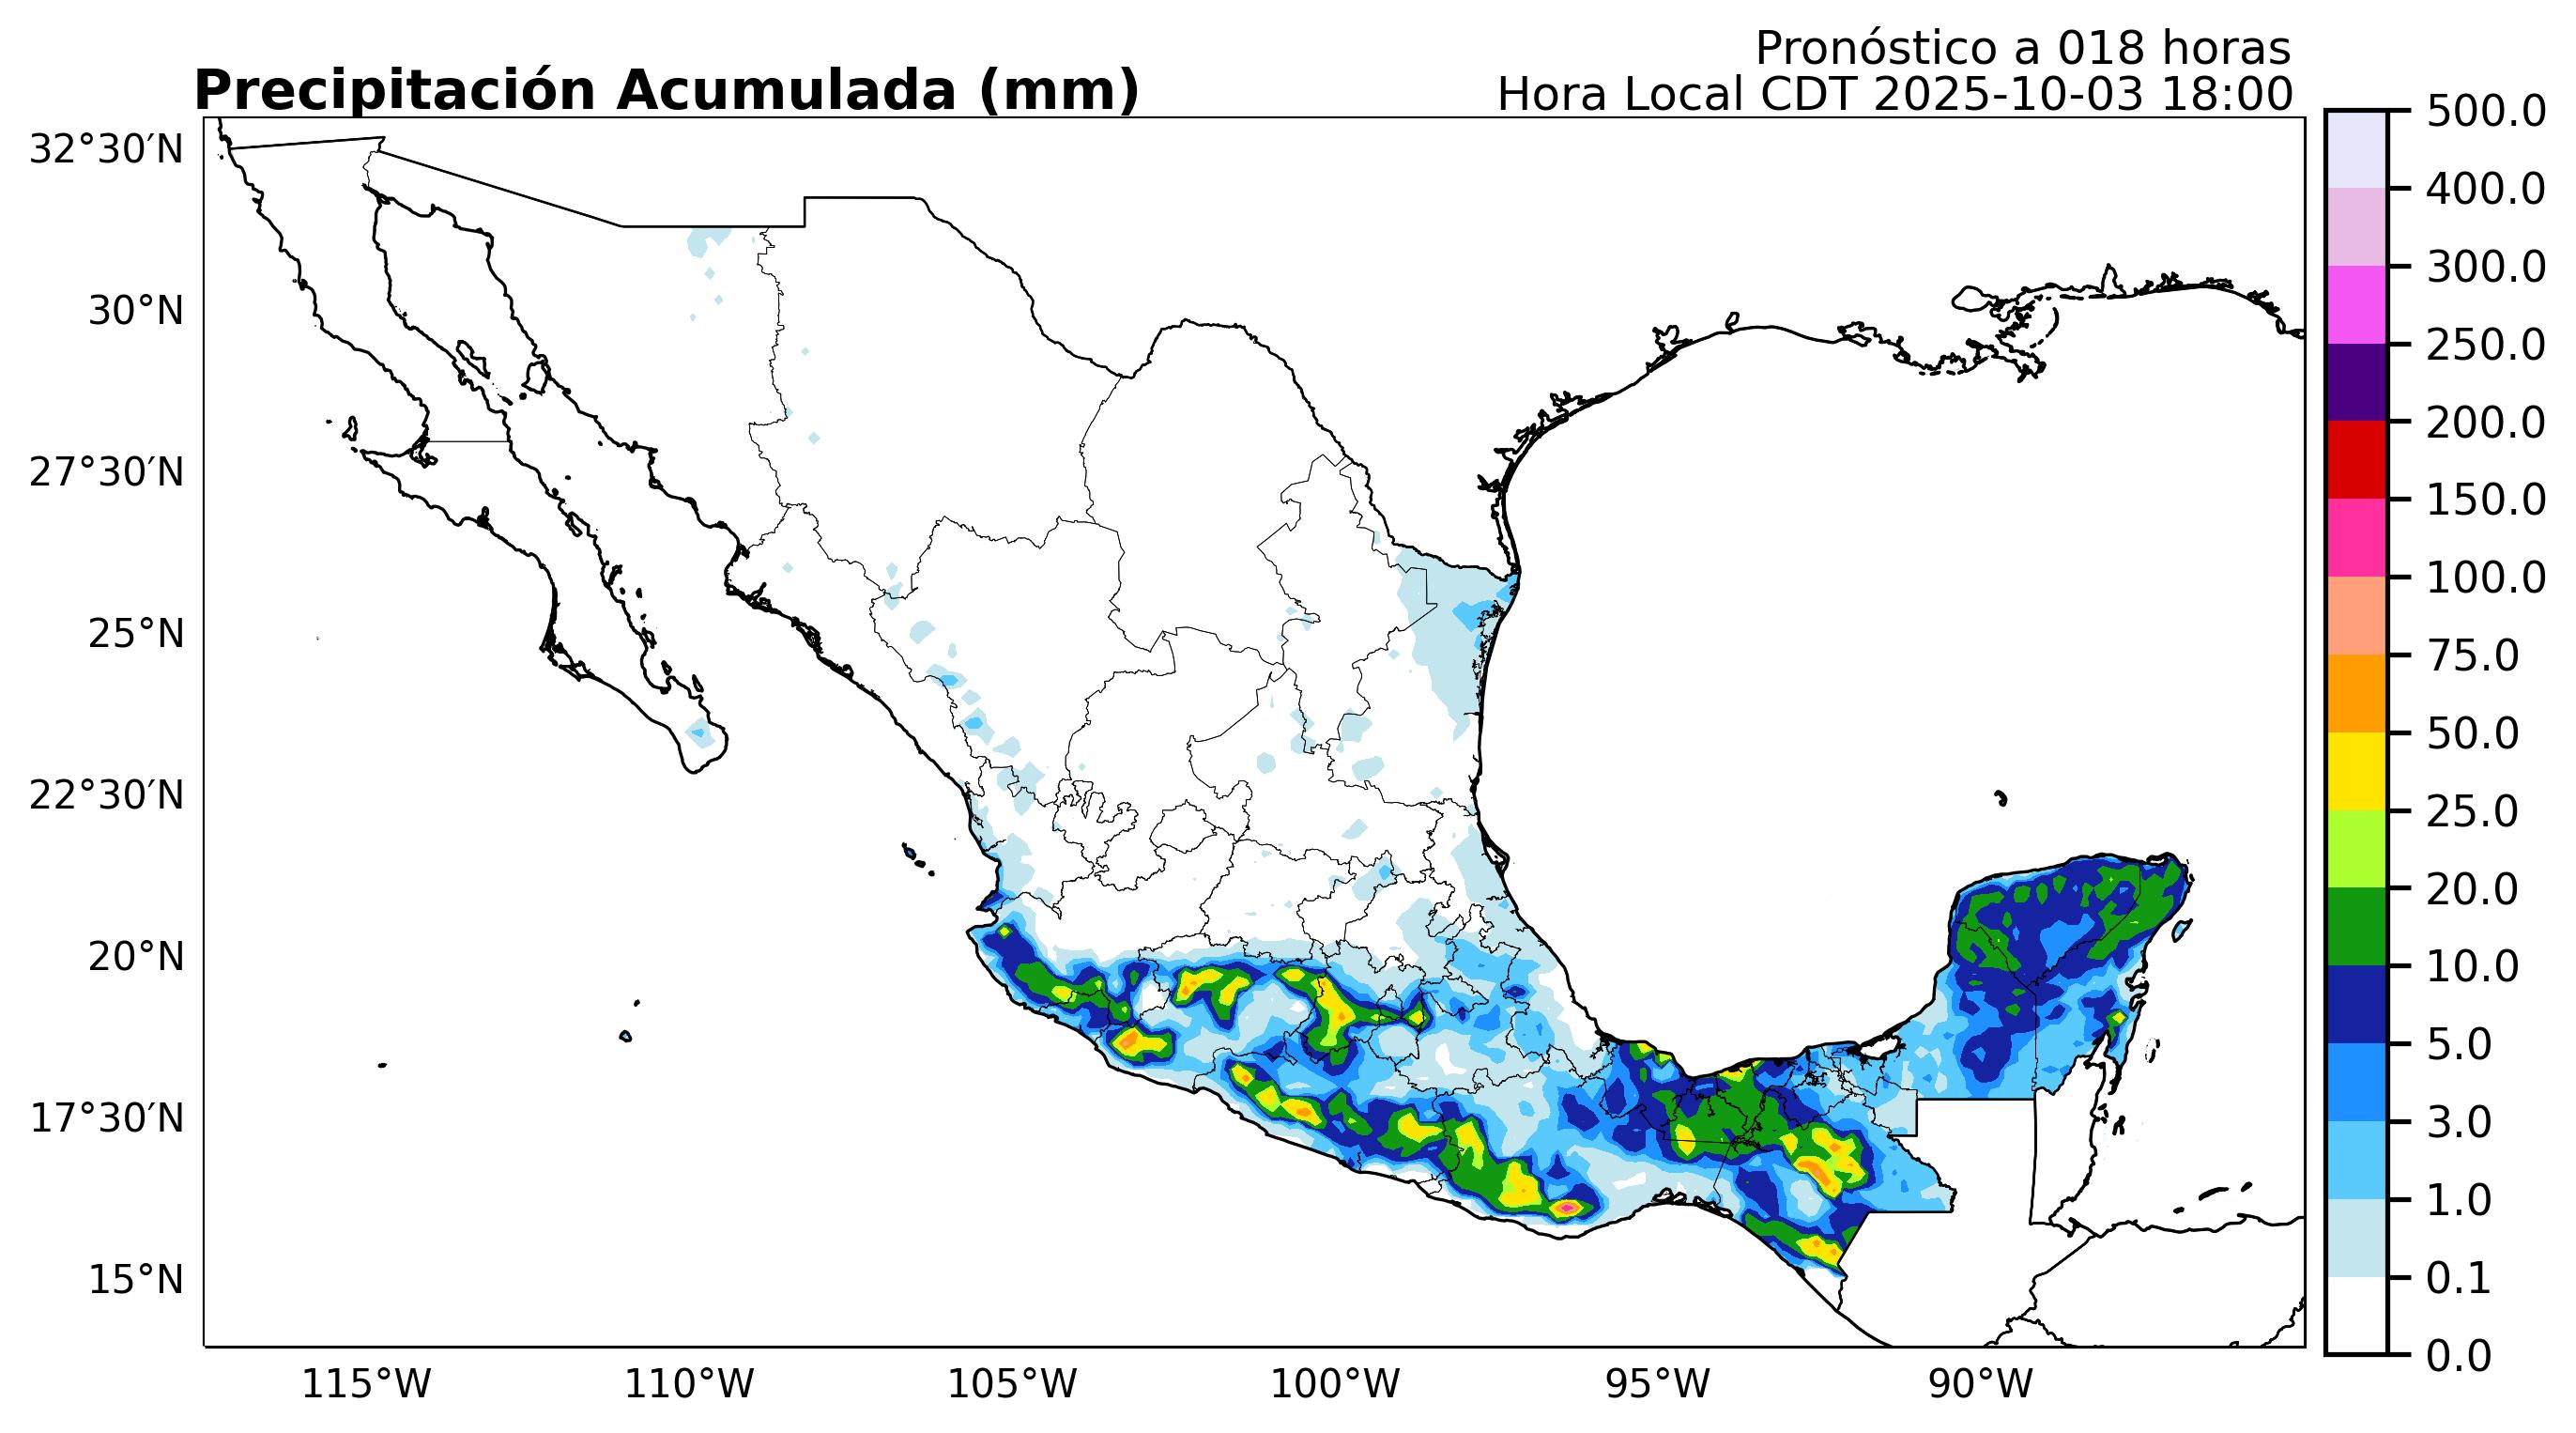 Pronóstico a 018 horas
Precipitación Acumulada (mm)
Hora Local CDT 2025-10-03 18:00
32°30′N
30°N
27°30′N
25°N
22°30′N
20°N
17°30′N
15°N
115°W
110°W
105°W
100°W
95°W
90°W
500.0
400.0
300.0
250.0
200.0
150.0
100.0
75.0
50.0
25.0
20.0
10.0
5.0
3.0
1.0
0.1
0.0